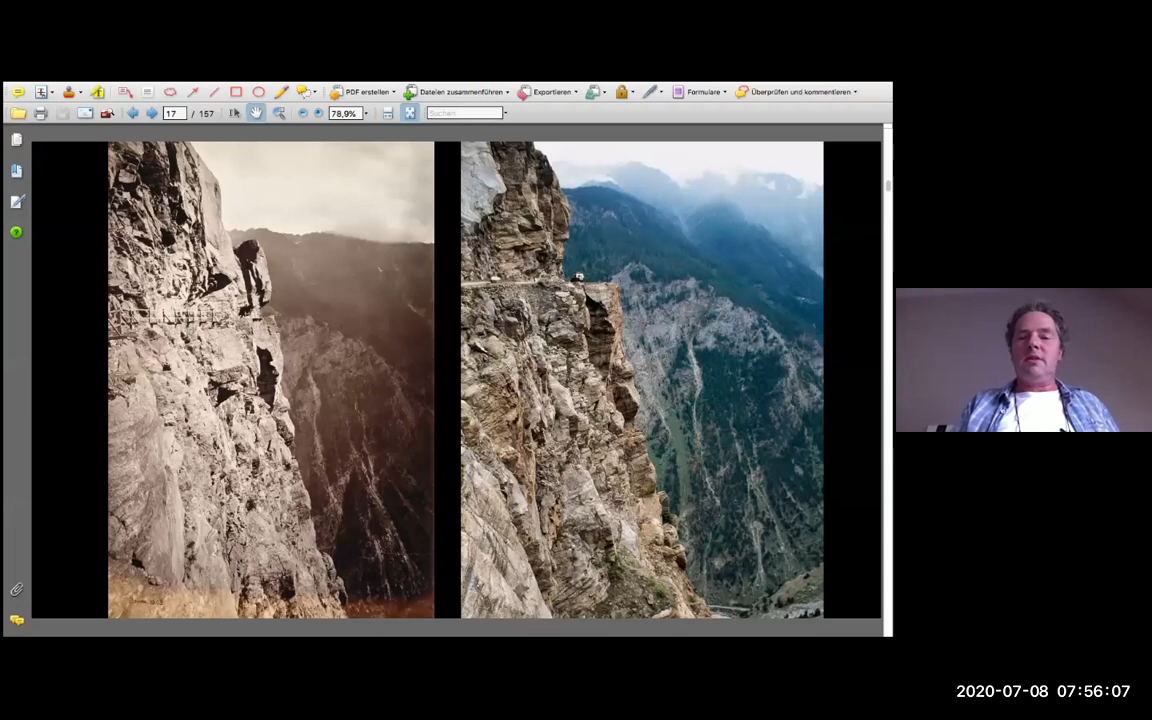 PDF erstellen Dateien zusammenführen Exportieren Formulare Überprüfen und kommentieren
17 / 157 78,9% Suchen
2020-07-08 07:56:07